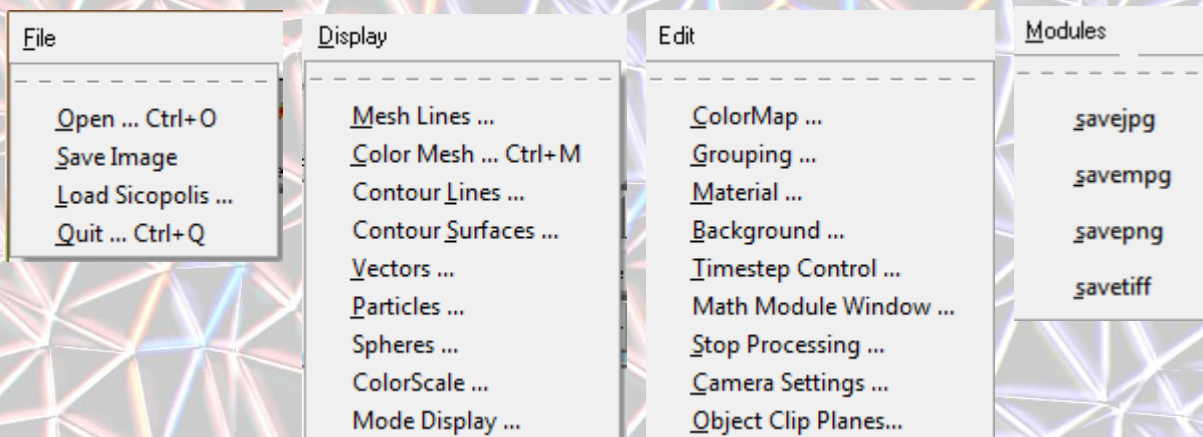 File
Open ... Ctrl+O
Save Image
Load Sicopolis ...
Quit ... Ctrl+Q
Display
Mesh Lines ...
Color Mesh ... Ctrl+M
Contour Lines ...
Contour Surfaces ...
Vectors ...
Particles ...
Spheres ...
ColorScale ...
Mode Display ...
Edit
ColorMap ...
Grouping ...
Material ...
Background ...
Timestep Control ...
Math Module Window ...
Stop Processing ...
Camera Settings ...
Object Clip Planes...
Modules
savejpg
savempg
savepng
savetiff